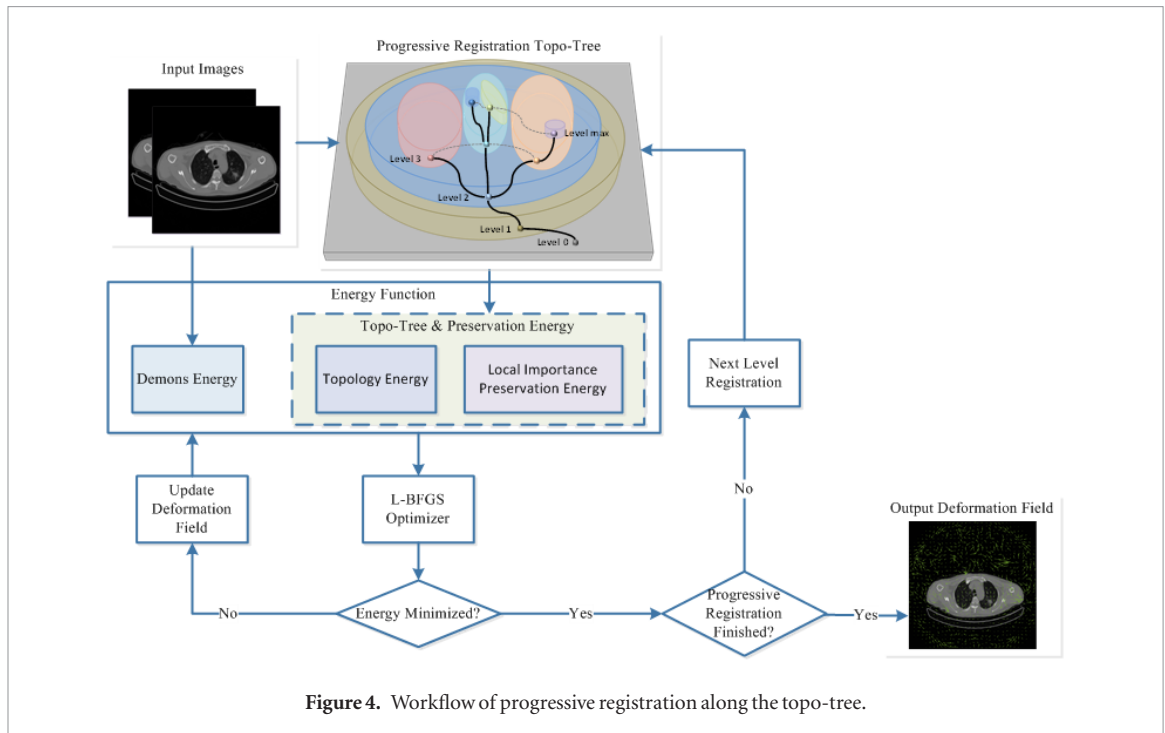 Progressive Registration Topo-Tree
Input Images
Level max
Level 3
Level 2
Level 1
Level 0
Energy Function
Topo-Tree & Preservation Energy
Demons Energy
Topology Energy
Local Importance
Preservation Energy
Next Level
Registration
Update
Deformation
Field
L-BFGS
Optimizer
No
Output Deformation Field
No
Energy Minimized?
Yes
Progressive
Registration
Finished?
Yes
Figure 4. Workflow of progressive registration along the topo-tree.